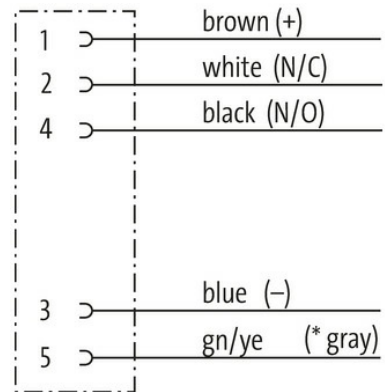 1 brown (+)
2 white (N/C)
4 black (N/O)
3 blue (–)
5 gn/ye (* gray)